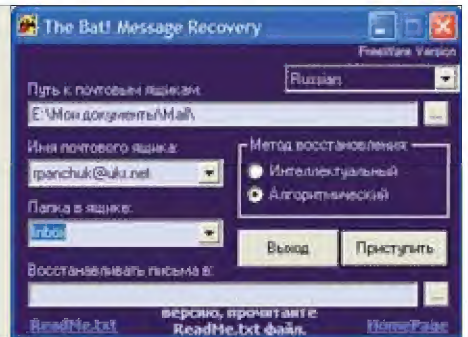 The Bat! Message Recovery
FreeWare Version
Russian
Путь к почтовым ящикам:
E:\Мои документы\Mail\
Имя почтового ящика:
rpanchuk@ukr.net
Метод восстановления:
Интеллектуальный
Алгоритмический
Папка в ящике:
Inbox
Выход
Приступить
Восстанавливать письма в:
версию, прочитайте
ReadMe.txt
ReadMe.txt файл.
HomePage